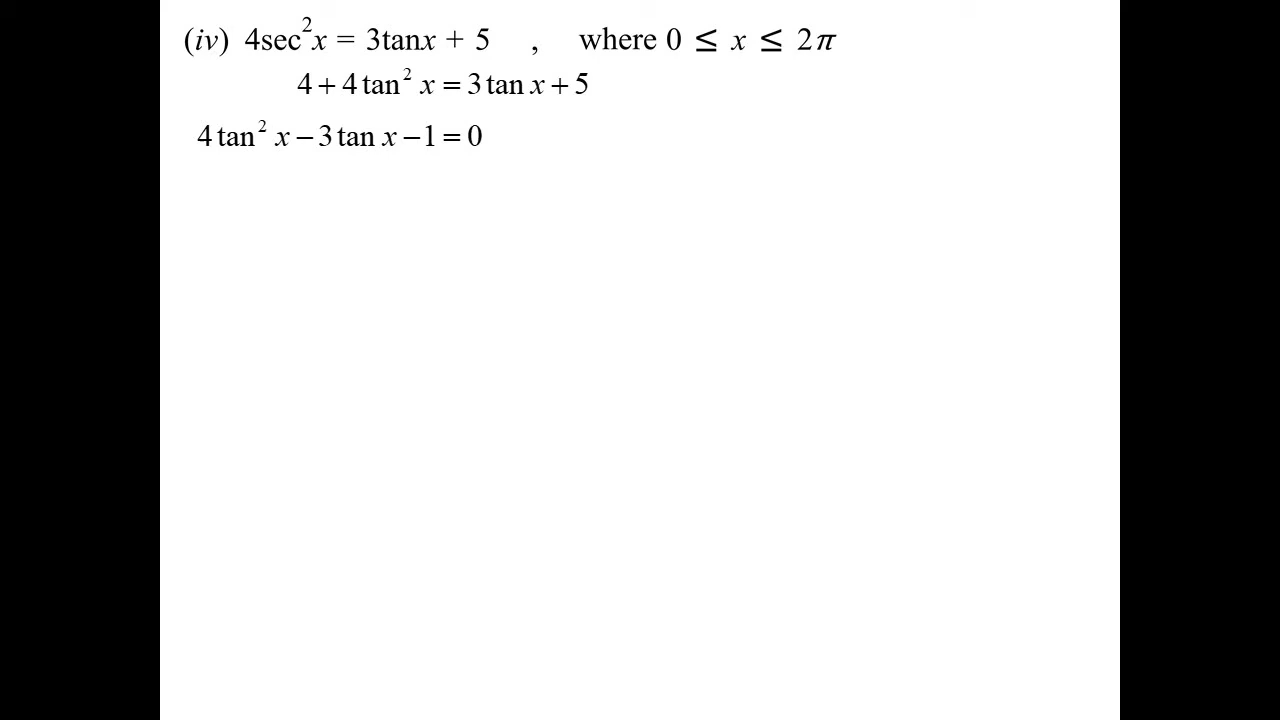 (iv) 4sec²x = 3tanx + 5 , where 0 ≤ x ≤ 2π
4 + 4 tan² x = 3 tan x + 5
4 tan² x − 3 tan x − 1 = 0